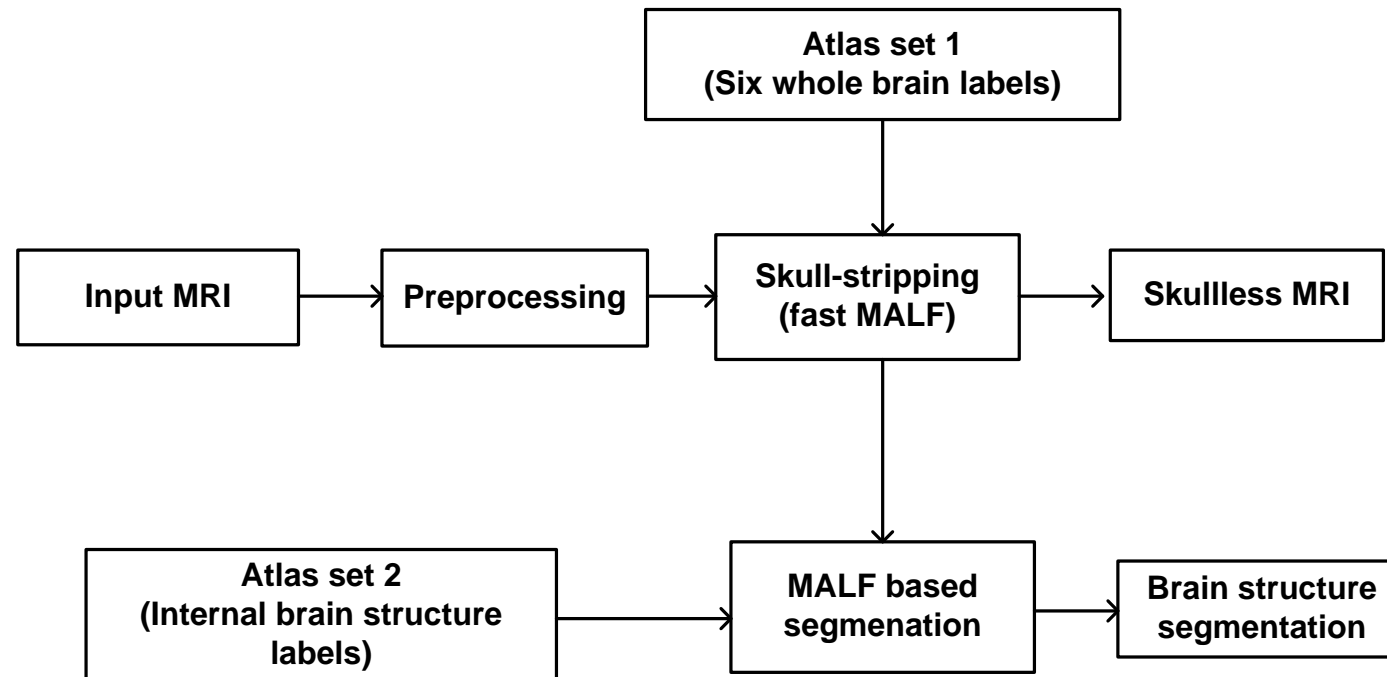 Atlas set 1
(Six whole brain labels)
Input MRI
Preprocessing
Skull-stripping
(fast MALF)
Skullless MRI
Atlas set 2
(Internal brain structure
labels)
MALF based
segmenation
Brain structure
segmentation